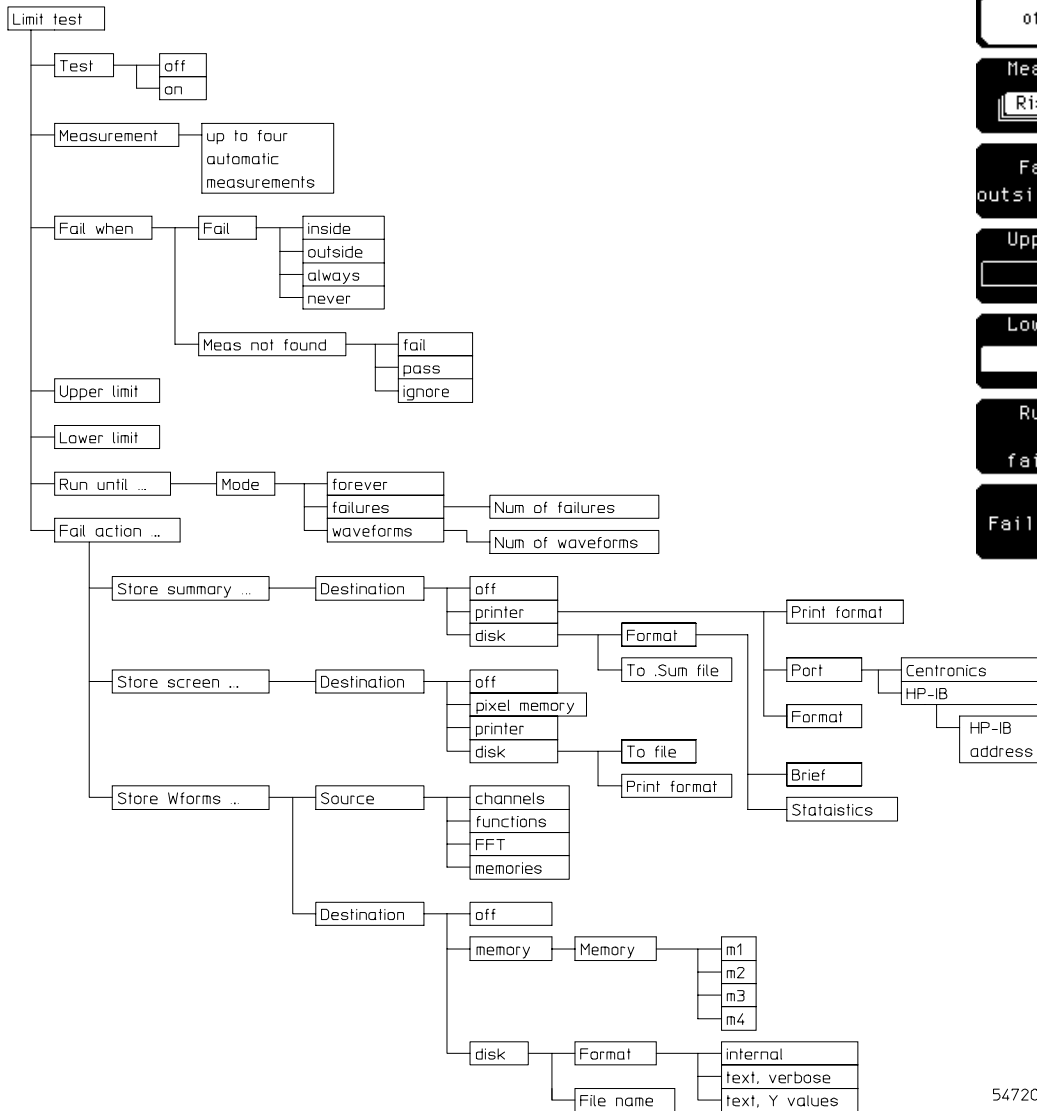 Limit test
Test
off
on
Measurement
up to four
automatic
measurements
Fail when
Fail
inside
outside
always
never
Meas not found
fail
pass
ignore
Upper limit
Lower limit
Run until ...
Mode
forever
failures
Num of failures
waveforms
Num of waveforms
Fail action ...
Store summary ...
Destination
off
printer
disk
Format
To .Sum file
Print format
Port
Centronics
HP-IB
HP-IB
address
Format
Brief
Stataistics
Store screen ...
Destination
off
pixel memory
printer
disk
To file
Print format
Store Wforms ...
Source
channels
functions
FFT
memories
Destination
off
memory
Memory
m1
m2
m3
m4
disk
Format
internal
text, verbose
text, Y values
File name
Fail
54720